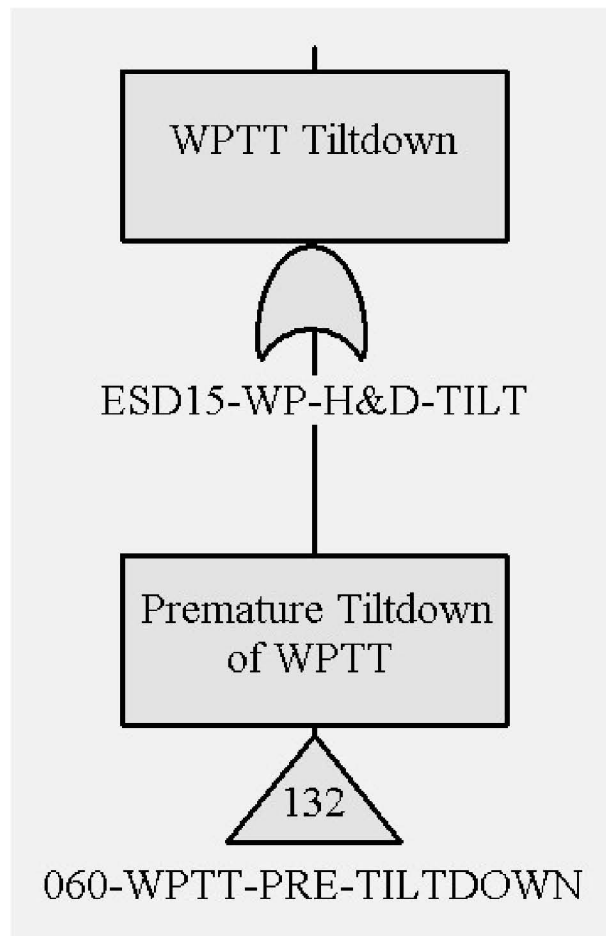 WPTT Tiltdown
ESD15-WP-H&D-TILT
Premature Tiltdown
of WPTT
132
060-WPTT-PRE-TILTDOWN